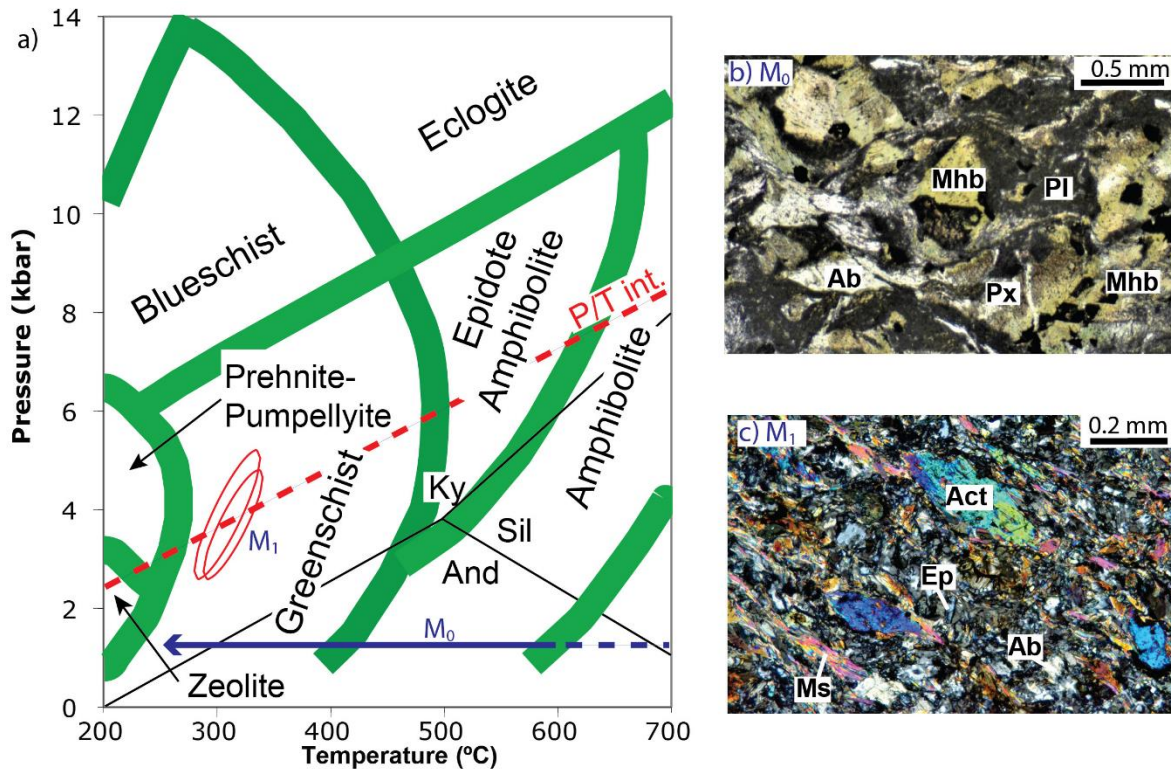 a)
14
12
10
8
6
4
2
0
Pressure (kbar)
200
300
400
500
600
700
Temperature (ºC)
Eclogite
Blueschist
Epidote
Amphibolite
P/T int.
Prehnite-
Pumpellyite
Amphibolite
Greenschist
Ky
Sil
And
M1
M0
Zeolite
b) M0
0.5 mm
Mhb
Pl
Ab
Px
Mhb
c) M1
0.2 mm
Act
Ep
Ab
Ms